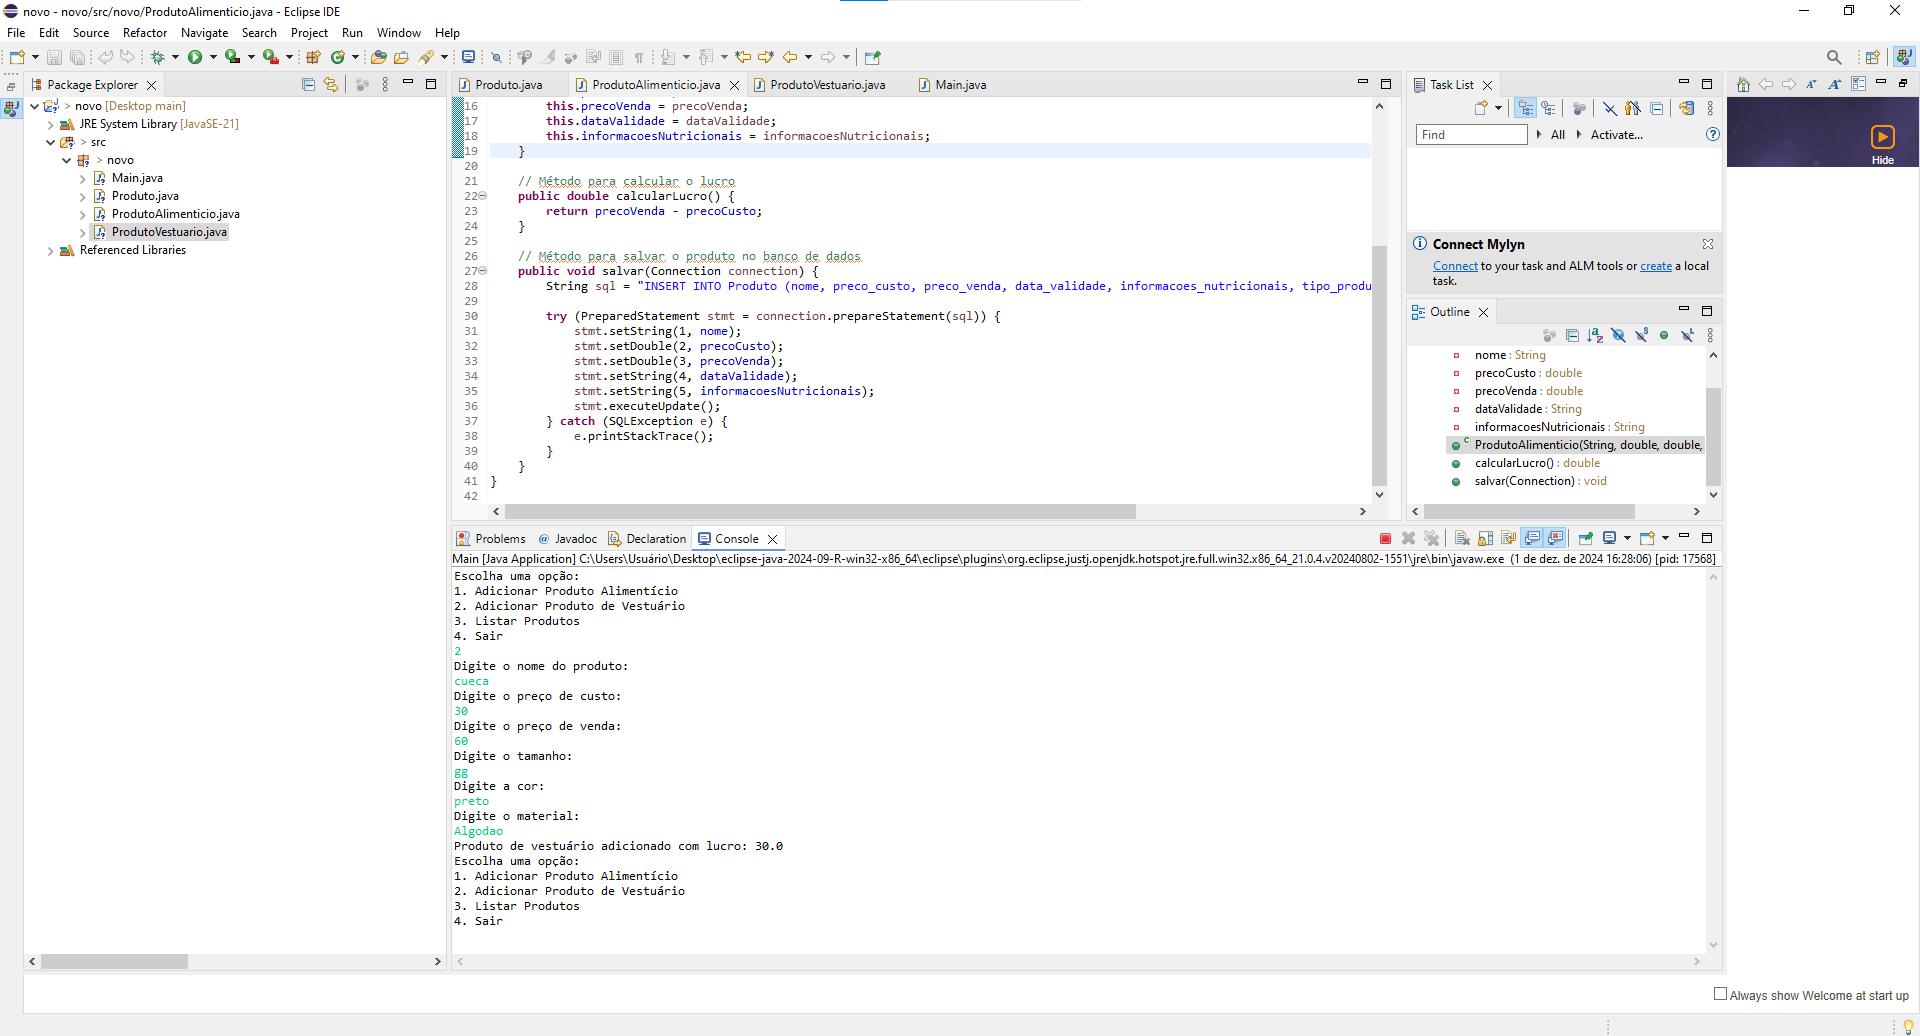 novo - novo/src/novo/ProdutoAlimenticio.java - Eclipse IDE
File Edit Source Refactor Navigate Search Project Run Window Help
Package Explorer
novo [Desktop main]
JRE System Library [JavaSE-21]
src
novo
Main.java
Produto.java
ProdutoAlimenticio.java
ProdutoVestuario.java
Referenced Libraries
Produto.java ProdutoAlimenticio.java ProdutoVestuario.java Main.java
16 this.precoVenda = precoVenda;
17 this.dataValidade = dataValidade;
18 this.informacoesNutricionais = informacoesNutricionais;
19 }
20
21 // Método para calcular o lucro
22 public double calcularLucro() {
23 return precoVenda - precoCusto;
24 }
25
26 // Método para salvar o produto no banco de dados
27 public void salvar(Connection connection) {
28 String sql = "INSERT INTO Produto (nome, preco_custo, preco_venda, data_validade, informacoes_nutricionais, tipo_produ
29
30 try (PreparedStatement stmt = connection.prepareStatement(sql)) {
31 stmt.setString(1, nome);
32 stmt.setDouble(2, precoCusto);
33 stmt.setDouble(3, precoVenda);
34 stmt.setString(4, dataValidade);
35 stmt.setString(5, informacoesNutricionais);
36 stmt.executeUpdate();
37 } catch (SQLException e) {
38 e.printStackTrace();
39 }
40 }
41 }
42
Task List
Find All Activate...
Connect Mylyn
Connect to your task and ALM tools or create a local
task.
Outline
nome : String
precoCusto : double
precoVenda : double
dataValidade : String
informacoesNutricionais : String
ProdutoAlimenticio(String, double, double,
calcularLucro() : double
salvar(Connection) : void
Hide
Problems Javadoc Declaration Console
Main [Java Application] C:\Users\Usuário\Desktop\eclipse-java-2024-09-R-win32-x86_64\eclipse\plugins\org.eclipse.justj.openjdk.hotspot.jre.full.win32.x86_64_21.0.4.v20240802-1551\jre\bin\javaw.exe (1 de dez. de 2024 16:28:06) [pid: 17568]
Escolha uma opção:
1. Adicionar Produto Alimentício
2. Adicionar Produto de Vestuário
3. Listar Produtos
4. Sair
2
Digite o nome do produto:
cueca
Digite o preço de custo:
30
Digite o preço de venda:
60
Digite o tamanho:
gg
Digite a cor:
preto
Digite o material:
Algodao
Produto de vestuário adicionado com lucro: 30.0
Escolha uma opção:
1. Adicionar Produto Alimentício
2. Adicionar Produto de Vestuário
3. Listar Produtos
4. Sair
Always show Welcome at start up